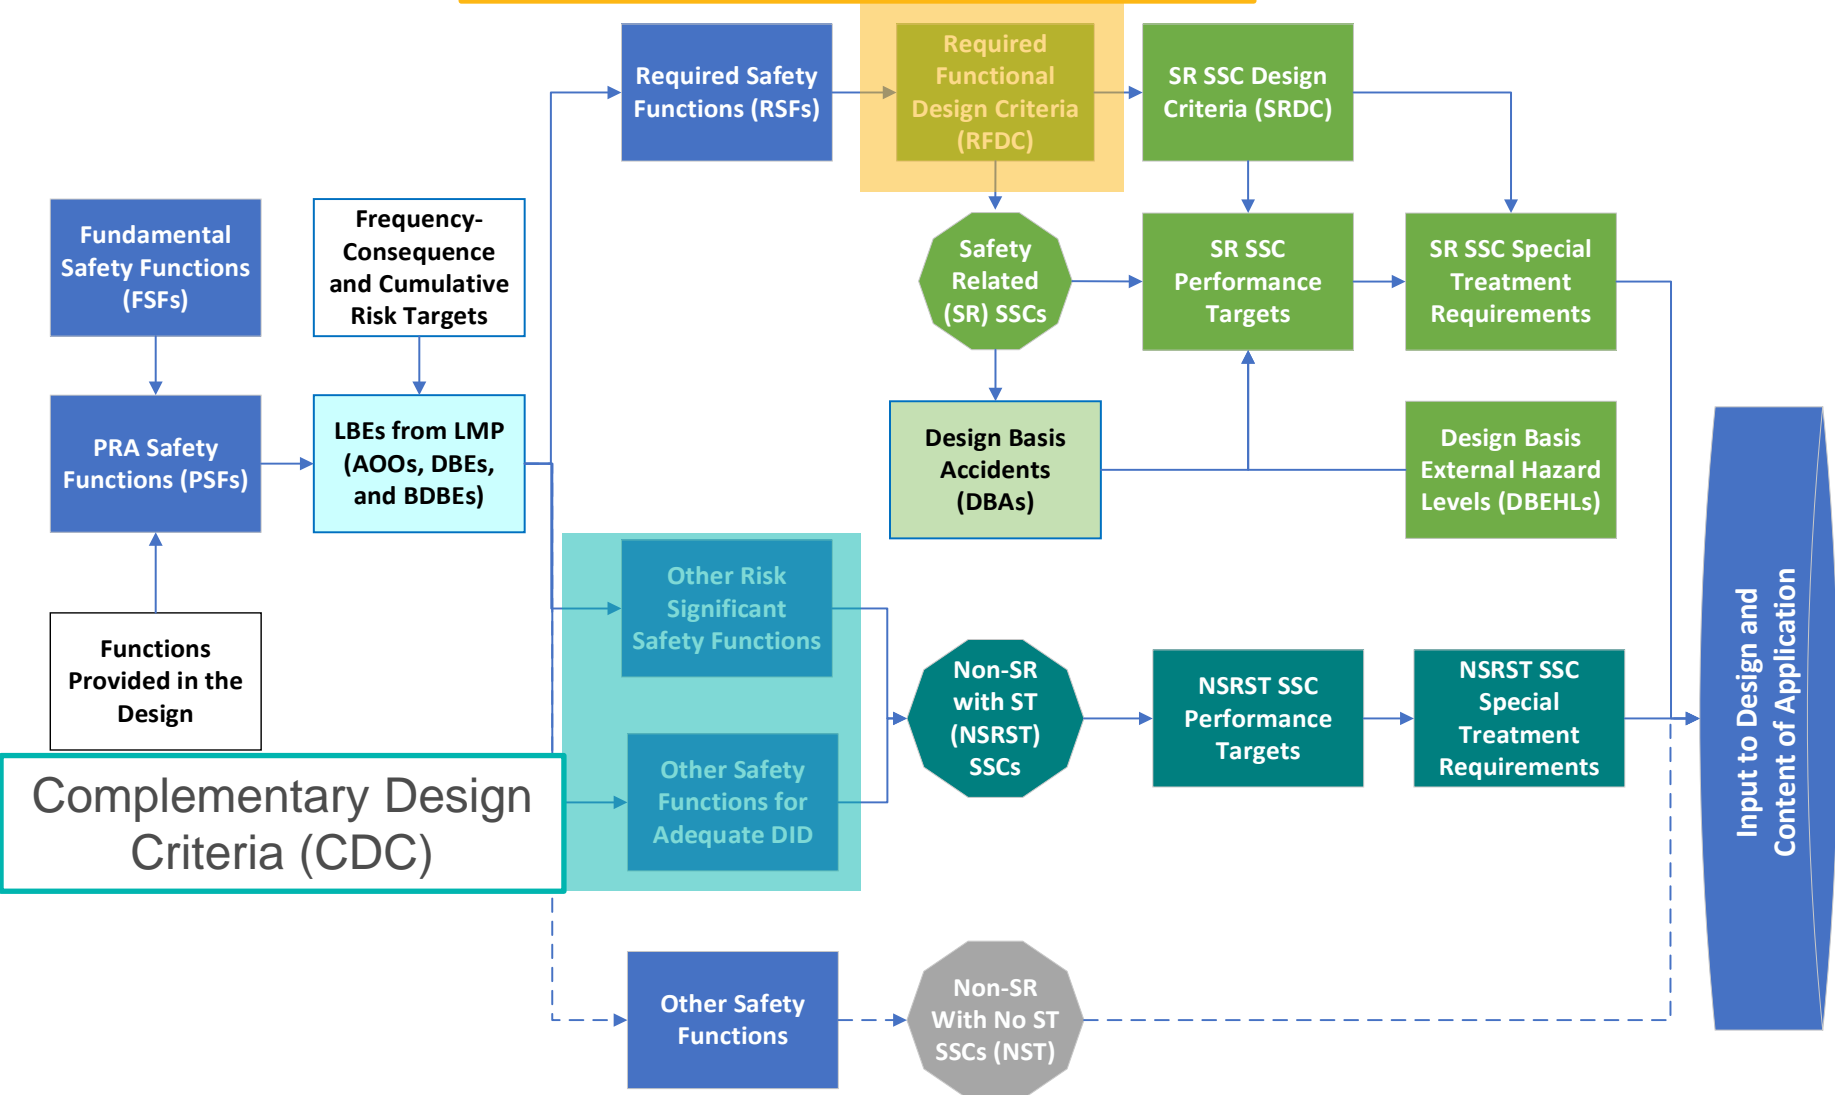 Required Safety
Functions (RSFs)
Required
Functional
Design Criteria
(RFDC)
SR SSC Design
Criteria (SRDC)
Fundamental
Safety Functions
(FSFs)
Frequency-
Consequence
and Cumulative
Risk Targets
Safety
Related
(SR) SSCs
SR SSC
Performance
Targets
SR SSC Special
Treatment
Requirements
PRA Safety
Functions (PSFs)
LBEs from LMP
(AOOs, DBEs,
and BDBEs)
Design Basis
Accidents
(DBAs)
Design Basis
External Hazard
Levels (DBEHLs)
Functions
Provided in the
Design
Other Risk
Significant
Safety Functions
Non-SR
with ST
(NSRST)
SSCs
NSRST SSC
Performance
Targets
NSRST SSC
Special
Treatment
Requirements
Input to Design and
Content of Application
Complementary Design
Criteria (CDC)
Other Safety
Functions for
Adequate DID
Other Safety
Functions
Non-SR
With No ST
SSCs (NST)